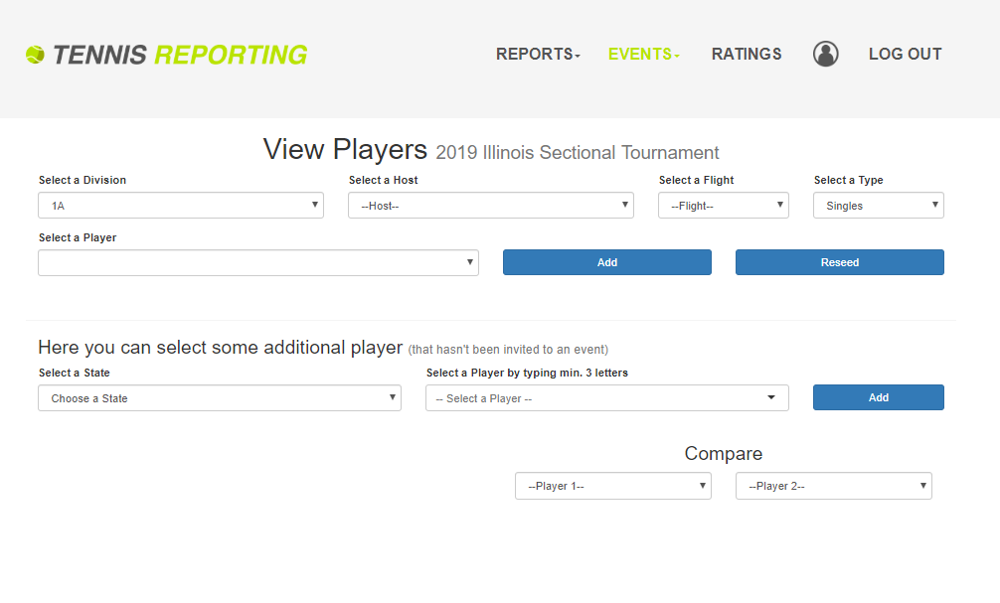 TENNIS REPORTING
REPORTS
EVENTS
RATINGS
LOG OUT
View Players 2019 Illinois Sectional Tournament
Select a Division
Select a Host
Select a Flight
Select a Type
1A
--Host--
--Flight--
Singles
Select a Player
Add
Reseed
Here you can select some additional player (that hasn't been invited to an event)
Select a State
Select a Player by typing min. 3 letters
Choose a State
-- Select a Player --
Add
Compare
--Player 1--
--Player 2--